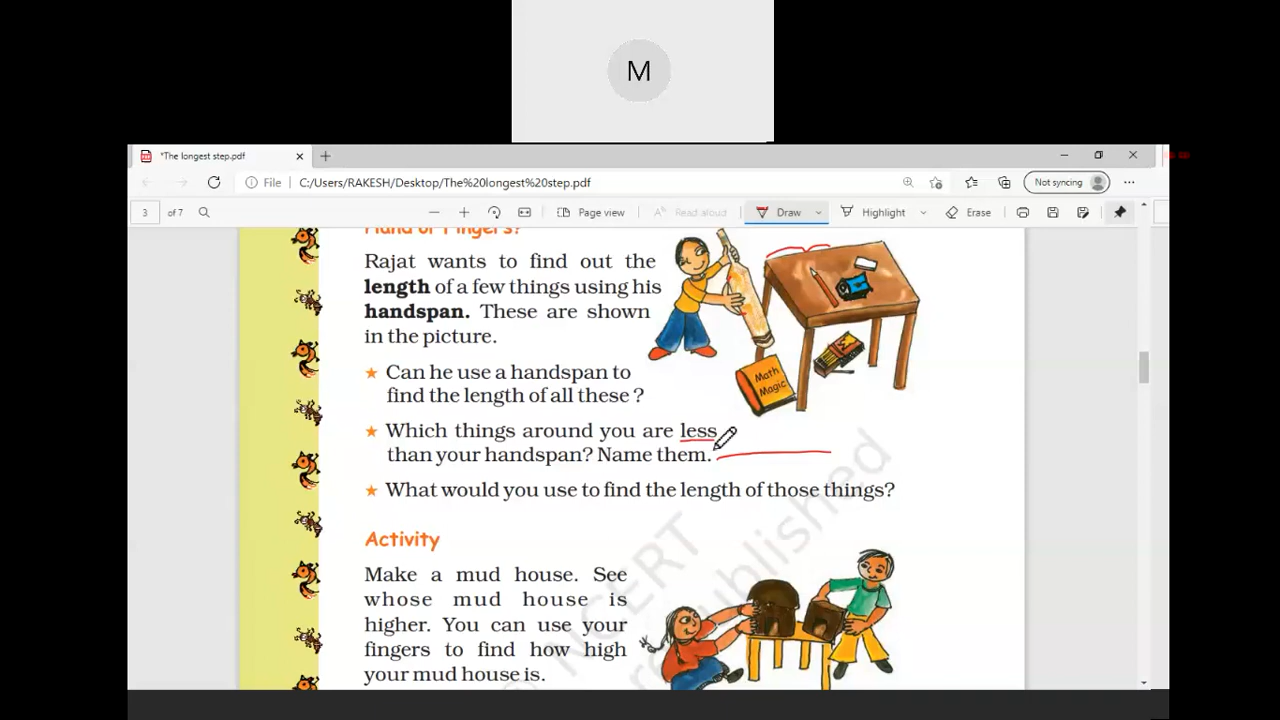 M
*The longest step.pdf
File
C:/Users/RAKESH/Desktop/The%20longest%20step.pdf
Not syncing
3 of 7
Page view
Read aloud
Draw
Highlight
Erase
Hand or Fingers?
Rajat wants to find out the
length of a few things using his
handspan. These are shown
in the picture.
Math
Magic
★ Can he use a handspan to
find the length of all these ?
★ Which things around you are less
than your handspan? Name them.
★ What would you use to find the length of those things?
Activity
Make a mud house. See
whose mud house is
higher. You can use your
fingers to find how high
your mud house is.
NCERT